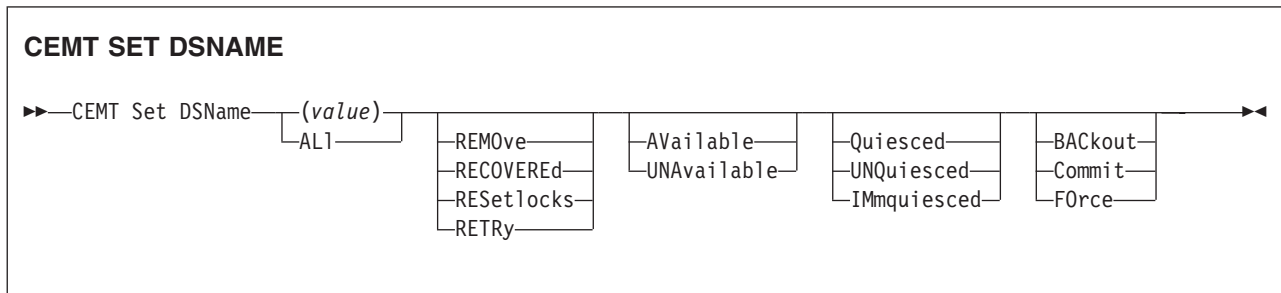 CEMT SET DSNAME
CEMT Set DSName (value)
ALl
REMOve
RECOVEREd
RESetlocks
RETRy
AVailable
UNAvailable
Quiesced
UNQuiesced
IMmquiesced
BACkout
Commit
FOrce